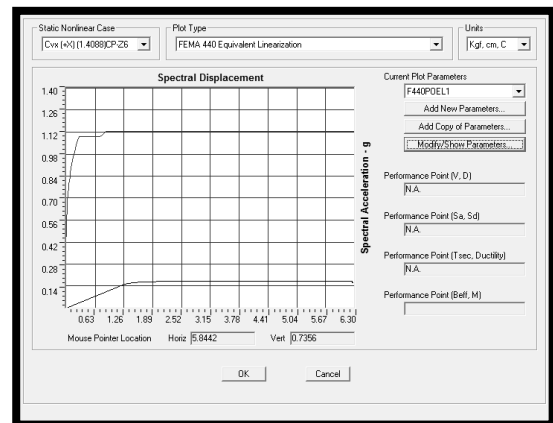 Static Nonlinear Case
Plot Type
Units
Cvx (+X) (1.4088)CP-Z6
FEMA 440 Equivalent Linearization
Kgf, cm, C
Spectral Displacement
Current Plot Parameters
F440POEL1
Add New Parameters...
Add Copy of Parameters...
Modify/Show Parameters...
1.40
1.26
1.12
0.98
0.84
0.70
0.56
0.42
0.28
0.14
Spectral Acceleration - g
Performance Point (V, D)
N.A.
Performance Point (Sa, Sd)
N.A.
Performance Point (Tsec, Ductility)
N.A.
Performance Point (Beff, M)
0.63 1.26 1.89 2.52 3.15 3.78 4.41 5.04 5.67 6.30
Mouse Pointer Location Horiz 5.8442 Vert 0.7356
OK Cancel